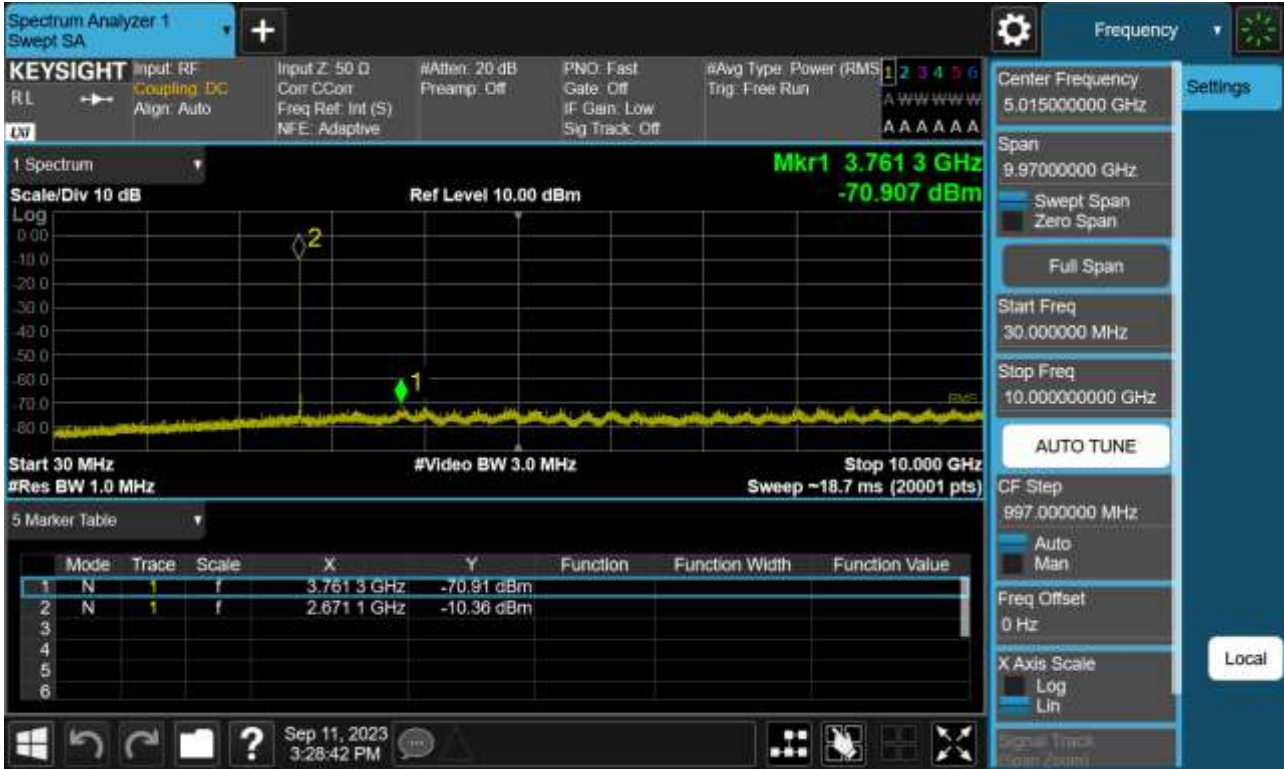 Spectrum Analyzer 1
Swept SA
+
Frequency
KEYSIGHT
RL
LXI
Input: RF
Coupling: DC
Align: Auto
Input Z: 50 Ω
Corr CCorr
Freq Ref: Int (S)
NFE: Adaptive
#Atten: 20 dB
Preamp: Off
PNO: Fast
Gate: Off
IF Gain: Low
Sig Track: Off
#Avg Type: Power (RMS
Trig: Free Run
1 2 3 4 5 6
A W W W W W
A A A A A A
1 Spectrum
Scale/Div 10 dB
Ref Level 10.00 dBm
Mkr1 3.761 3 GHz
-70.907 dBm
Log
0.00
-10.0
-20.0
-30.0
-40.0
-50.0
-60.0
-70.0
-80.0
2
1
RMS
Start 30 MHz
#Video BW 3.0 MHz
Stop 10.000 GHz
#Res BW 1.0 MHz
Sweep ~18.7 ms (20001 pts)
5 Marker Table
Mode Trace Scale X Y Function Function Width Function Value
1 N 1 f 3.761 3 GHz -70.91 dBm
2 N 1 f 2.671 1 GHz -10.36 dBm
3
4
5
6
Sep 11, 2023
3:28:42 PM
?
Center Frequency
5.015000000 GHz
Settings
Span
9.97000000 GHz
Swept Span
Zero Span
Full Span
Start Freq
30.000000 MHz
Stop Freq
10.000000000 GHz
AUTO TUNE
CF Step
997.000000 MHz
Auto
Man
Freq Offset
0 Hz
X Axis Scale
Log
Lin
Signal Track
(Span Zoom)
Local